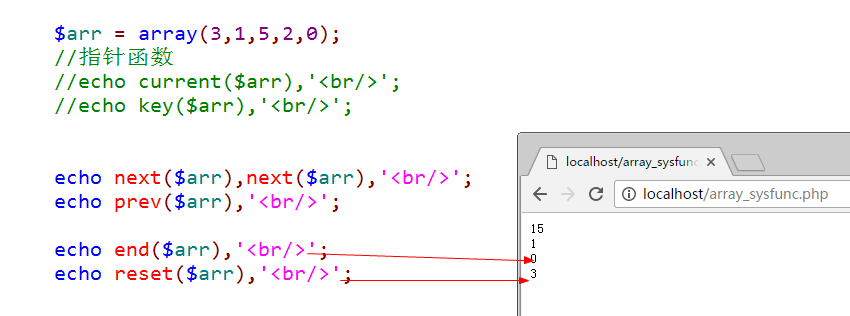 $arr = array(3,1,5,2,0);
//指针函数
//echo current($arr),'<br/>';
//echo key($arr),'<br/>';
echo next($arr),next($arr),'<br/>';
echo prev($arr),'<br/>';
echo end($arr),'<br/>';
echo reset($arr),'<br/>';
localhost/array_sysfunc
localhost/array_sysfunc.php
15
1
0
3